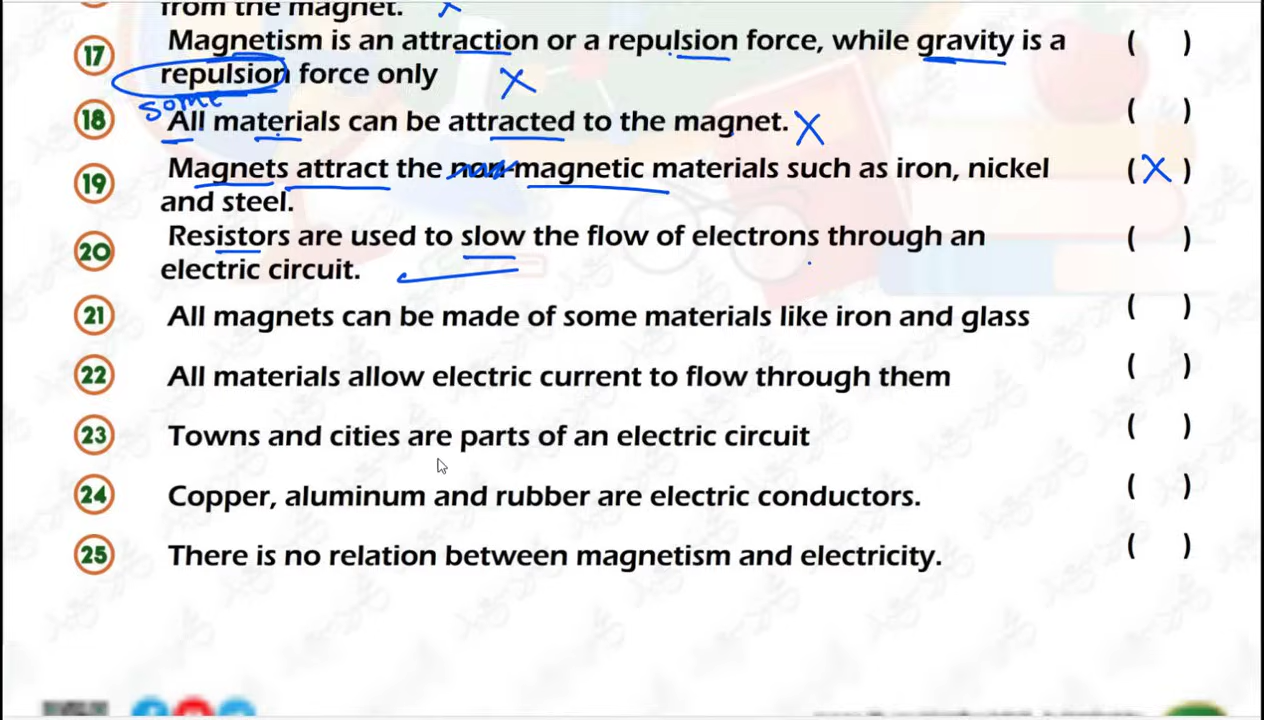 from the magnet. X
17 Magnetism is an attraction or a repulsion force, while gravity is a ( )
repulsion force only X
some
18 All materials can be attracted to the magnet. X ( )
19 Magnets attract the non-magnetic materials such as iron, nickel ( X )
and steel.
20 Resistors are used to slow the flow of electrons through an ( )
electric circuit.
21 All magnets can be made of some materials like iron and glass ( )
22 All materials allow electric current to flow through them ( )
23 Towns and cities are parts of an electric circuit ( )
24 Copper, aluminum and rubber are electric conductors. ( )
25 There is no relation between magnetism and electricity. ( )